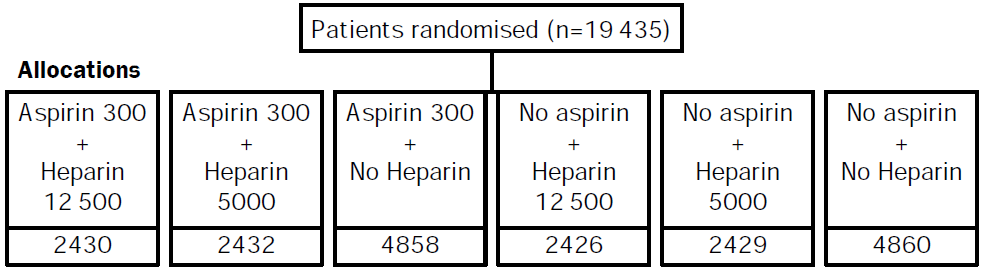 Patients randomised (n=19 435)
Allocations
Aspirin 300
+
Heparin
12 500
2430
Aspirin 300
+
Heparin
5000
2432
Aspirin 300
+
No Heparin
4858
No aspirin
+
Heparin
12 500
2426
No aspirin
+
Heparin
5000
2429
No aspirin
+
No Heparin
4860